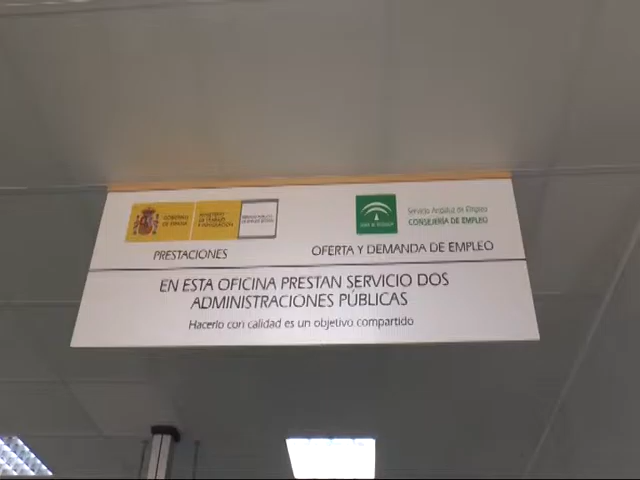 GOBIERNO DE ESPAÑA
MINISTERIO DE TRABAJO E INMIGRACIÓN
Servicio Andaluz de Empleo
CONSEJERÍA DE EMPLEO
PRESTACIONES
OFERTA Y DEMANDA DE EMPLEO
EN ESTA OFICINA PRESTAN SERVICIO DOS
ADMINISTRACIONES PÚBLICAS
Hacerlo con calidad es un objetivo compartido